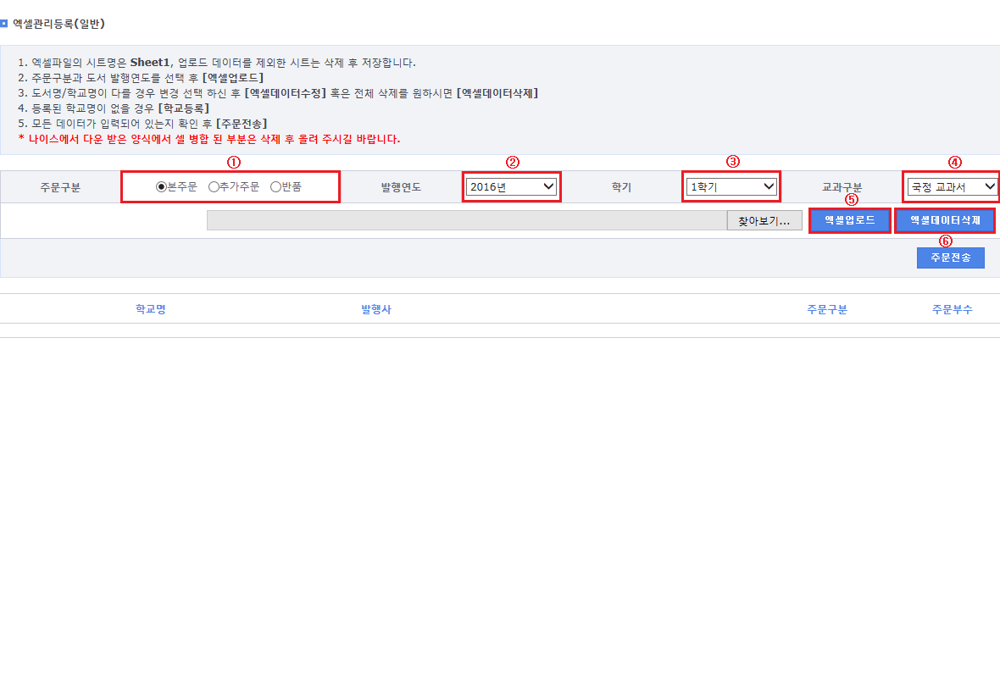 엑셀관리등록(일반)
1. 엑셀파일의 시트명은 Sheet1, 업로드 데이터를 제외한 시트는 삭제 후 저장합니다.
2. 주문구분과 도서 발행연도를 선택 후 [엑셀업로드]
3. 도서명/학교명이 다를 경우 변경 선택 하신 후 [엑셀데이터수정] 혹은 전체 삭제를 원하시면 [엑셀데이터삭제]
4. 등록된 학교명이 없을 경우 [학교등록]
5. 모든 데이터가 입력되어 있는지 확인 후 [주문전송]
* 나이스에서 다운 받은 양식에서 셀 병합 된 부분은 삭제 후 올려 주시길 바랍니다.
① ② ③ ④
주문구분 본주문 추가주문 반품 발행연도 2016년 학기 1학기 교과구분 국정 교과서
⑤
찾아보기... 엑셀업로드 엑셀데이터삭제
⑥
주문전송
학교명 발행사 주문구분 주문부수